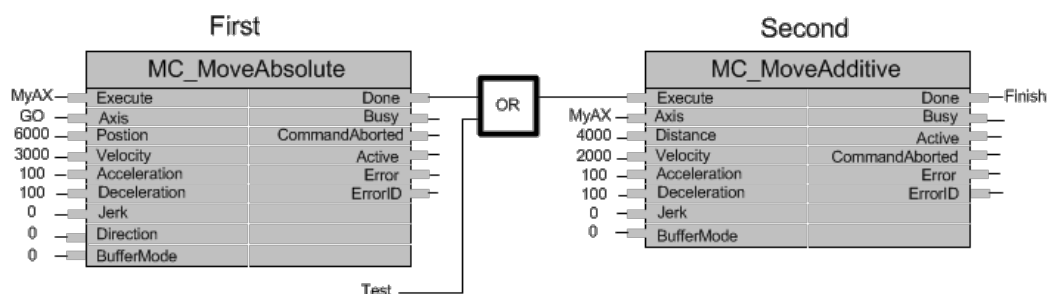 First Second
MC_MoveAbsolute MC_MoveAdditive
MyAX Execute Done OR Execute Done Finish
GO Axis Busy MyAX Axis Busy
6000 Postion CommandAborted 4000 Distance Active
3000 Velocity Active 2000 Velocity CommandAborted
100 Acceleration Error 100 Acceleration Error
100 Deceleration ErrorID 100 Deceleration ErrorID
0 Jerk 0 Jerk
0 Direction 0 BufferMode
0 BufferMode
Test